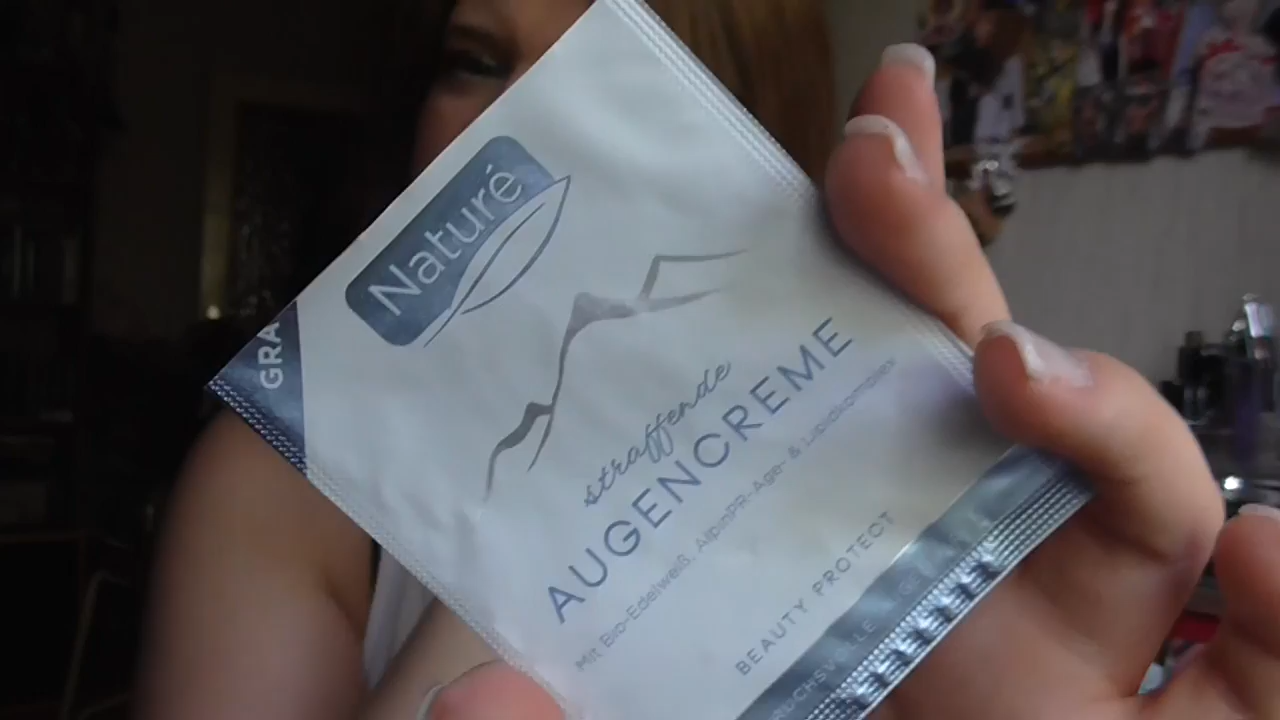 Naturé
GRA
straffende
AUGENCREME
Mit Bio-Edelweiß, AlpinPR-Age- & Lipidkomplex
BEAUTY PROTECT